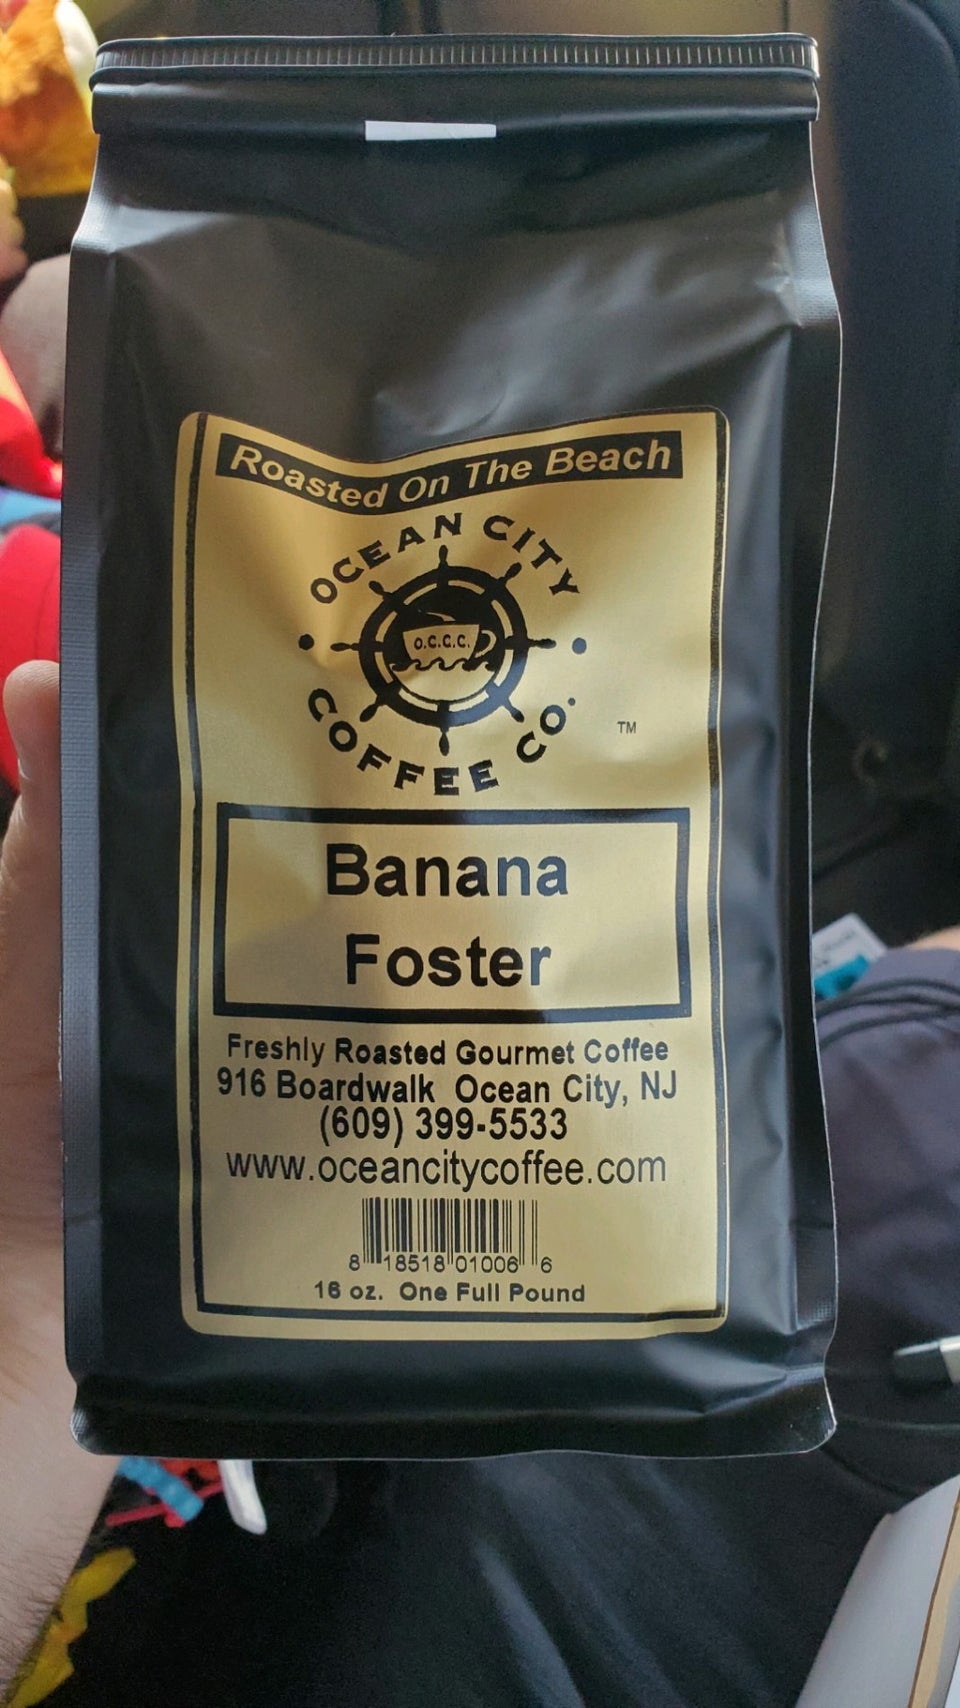 Roasted On The Beach
OCEAN CITY
O.C.C.C.
COFFEE CO.
TM
Banana
Foster
Freshly Roasted Gourmet Coffee
916 Boardwalk Ocean City, NJ
(609) 399-5533
www.oceancitycoffee.com
8 18518 01006 6
16 oz. One Full Pound